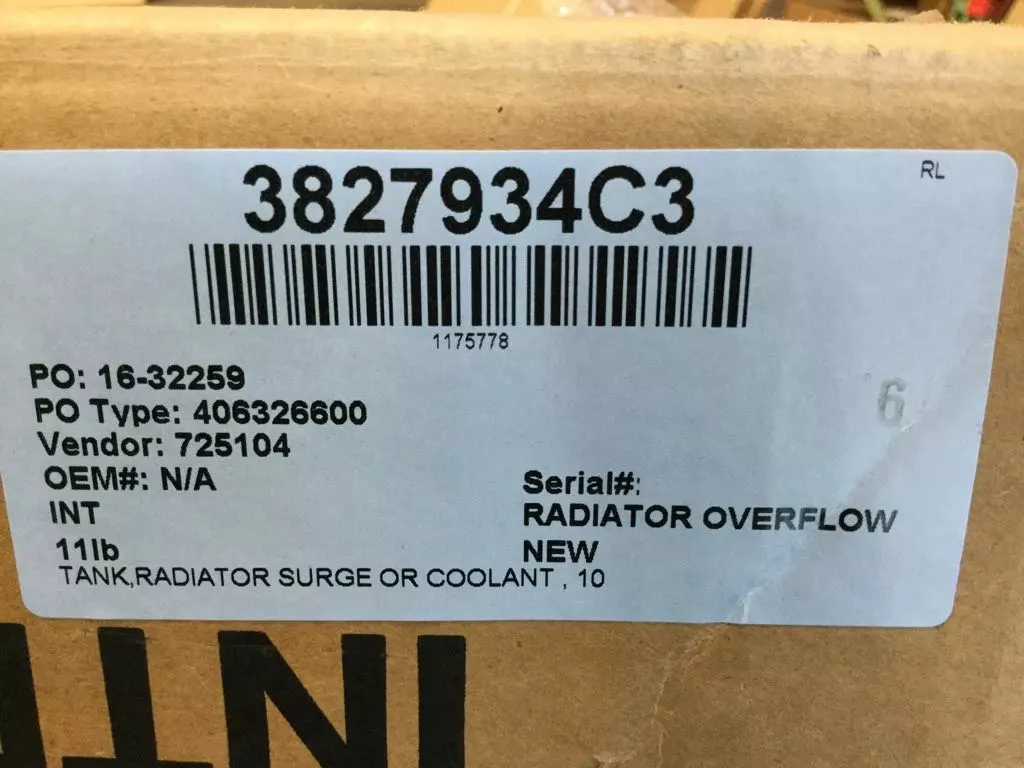 RL
3827934C3
1175778
PO: 16-32259
PO Type: 406326600
Vendor: 725104
6
OEM#: N/A
Serial#:
INT
RADIATOR OVERFLOW
11lb
NEW
TANK,RADIATOR SURGE OR COOLANT , 10